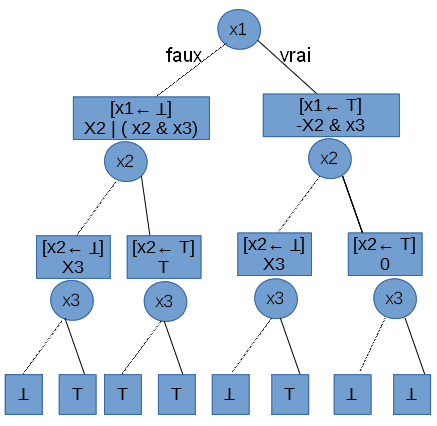 x1
faux vrai
[x1← ⊥]
X2 | ( x2 & x3)
[x1← T]
-X2 & x3
x2
x2
[x2← ⊥]
X3
[x2← T]
T
[x2← ⊥]
X3
[x2← T]
0
x3
x3
x3
x3
⊥ T T T ⊥ T ⊥ ⊥